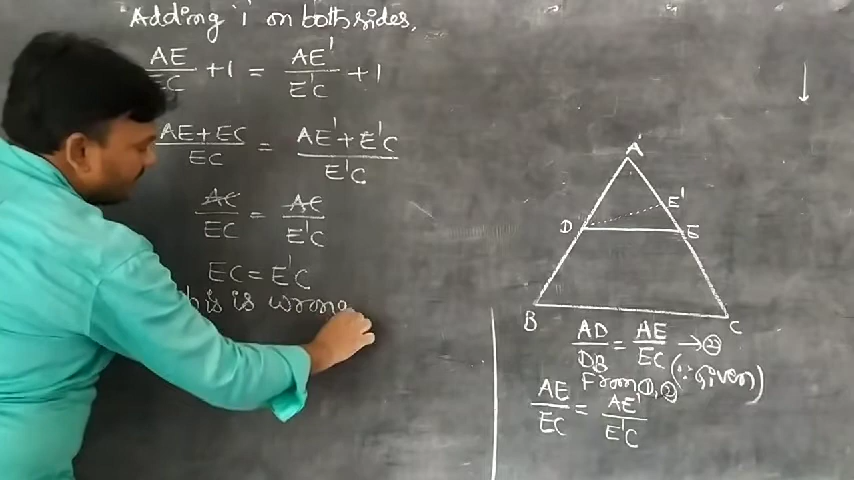 Adding '1' on both sides,
AE/EC + 1 = AE'/E'C + 1
AE+EC/EC = AE'+E'C/E'C
AC/EC = AC/E'C
EC = E'C
is wrong
A
D E'
E
B C
AD/DB = AE/EC → ②
(∵ Given)
From ①, ②
AE/EC = AE'/E'C